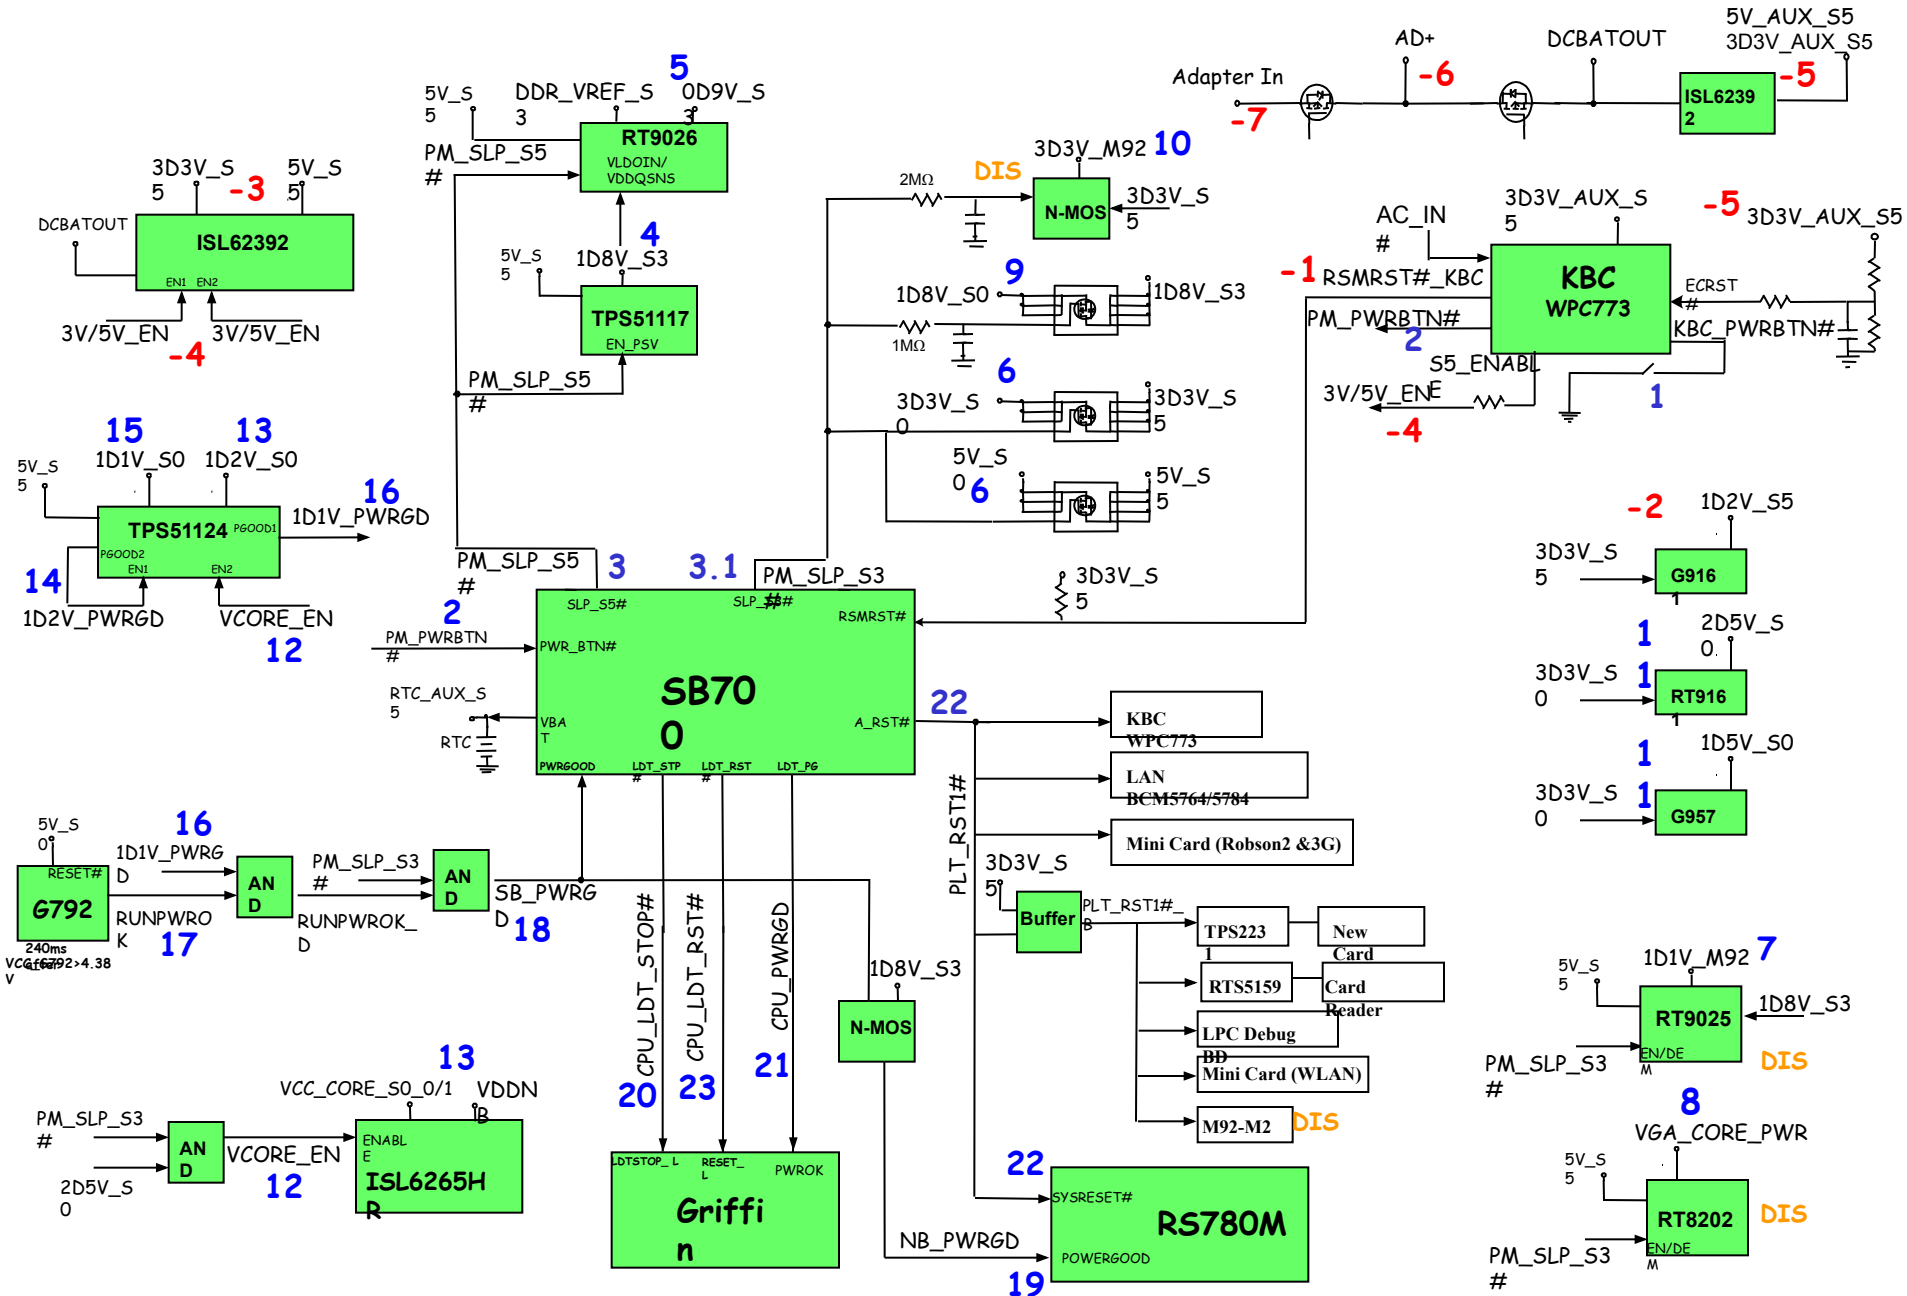 5V_AUX_S5
3D3V_AUX_S5
AD+
DCBATOUT
-6
-5
Adapter In
-7
ISL6239
2
5
5V_S
5
DDR_VREF_S
3
0D9V_S
3
RT9026
VLDOIN/
VDDQSNS
PM_SLP_S5
#
4
5V_S
5
1D8V_S3
TPS51117
EN_PSV
PM_SLP_S5
#
3D3V_S
5
-3
5V_S
5
DCBATOUT
ISL62392
EN1
EN2
3V/5V_EN
3V/5V_EN
-4
3D3V_M92
10
DIS
2MΩ
N-MOS
3D3V_S
5
9
1D8V_S0
1D8V_S3
1MΩ
6
3D3V_S
0
3D3V_S
5
5V_S
0
6
5V_S
5
AC_IN
#
3D3V_AUX_S
5
-5
3D3V_AUX_S5
-1
RSMRST#_KBC
KBC
WPC773
ECRST
#
PM_PWRBTN#
2
KBC_PWRBTN#
S5_ENABL
E
3V/5V_EN
-4
1
15
13
5V_S
5
1D1V_S0
1D2V_S0
16
1D1V_PWRGD
TPS51124
PGOOD1
PGOOD2
EN1
EN2
14
1D2V_PWRGD
VCORE_EN
12
-2
1D2V_S5
3D3V_S
5
G916
1
1
1
2D5V_S
0
3D3V_S
0
RT916
1
1
1
1D5V_S0
3D3V_S
0
G957
PM_SLP_S5
#
3
3.1
PM_SLP_S3
#
3D3V_S
5
SLP_S5#
SLP_S3#
RSMRST#
2
PM_PWRBTN
#
PWR_BTN#
SB70
0
RTC_AUX_S
5
RTC
VBA
T
A_RST#
22
PWRGOOD
LDT_STP
#
LDT_RST
#
LDT_PG
KBC
WPC773
LAN
BCM5764/5784
Mini Card (Robson2 &3G)
PLT_RST1#
3D3V_S
5
Buffer
PLT_RST1#_
B
TPS223
1
New
Card
RTS5159
Card
Reader
LPC Debug
BD
Mini Card (WLAN)
M92-M2
DIS
5V_S
0
16
1D1V_PWRG
D
RESET#
G792
240ms
after
VCC_G792>4.38
V
RUNPWRO
K
17
AN
D
PM_SLP_S3
#
RUNPWROK_
D
AN
D
SB_PWRG
D
18
CPU_LDT_STOP#
CPU_LDT_RST#
CPU_PWRGD
20
23
21
1D8V_S3
N-MOS
13
VCC_CORE_S0_0/1
VDDN
B
PM_SLP_S3
#
2D5V_S
0
AN
D
VCORE_EN
12
ENABL
E
ISL6265H
R
LDTSTOP_L
RESET_
L
PWROK
Griffi
n
22
SYSRESET#
RS780M
NB_PWRGD
POWERGOOD
19
7
5V_S
5
1D1V_M92
RT9025
1D8V_S3
EN/DE
M
PM_SLP_S3
#
DIS
8
VGA_CORE_PWR
5V_S
5
RT8202
EN/DE
M
DIS
PM_SLP_S3
#